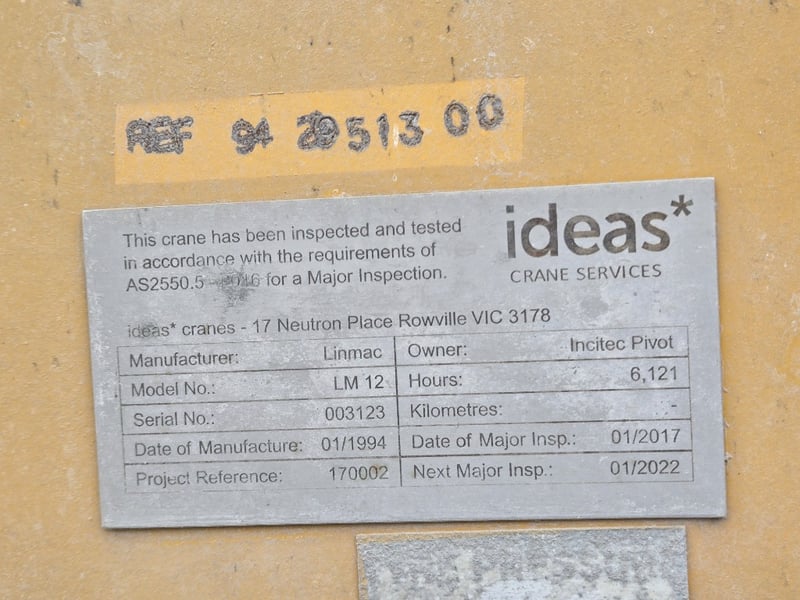 REF 94 2951300
This crane has been inspected and tested
in accordance with the requirements of
AS2550.5 - 2016 for a Major Inspection.
ideas*
CRANE SERVICES
ideas* cranes - 17 Neutron Place Rowville VIC 3178
Manufacturer: Linmac Owner: Incitec Pivot
Model No.: LM 12 Hours: 6,121
Serial No.: 003123 Kilometres: -
Date of Manufacture: 01/1994 Date of Major Insp.: 01/2017
Project Reference: 170002 Next Major Insp.: 01/2022